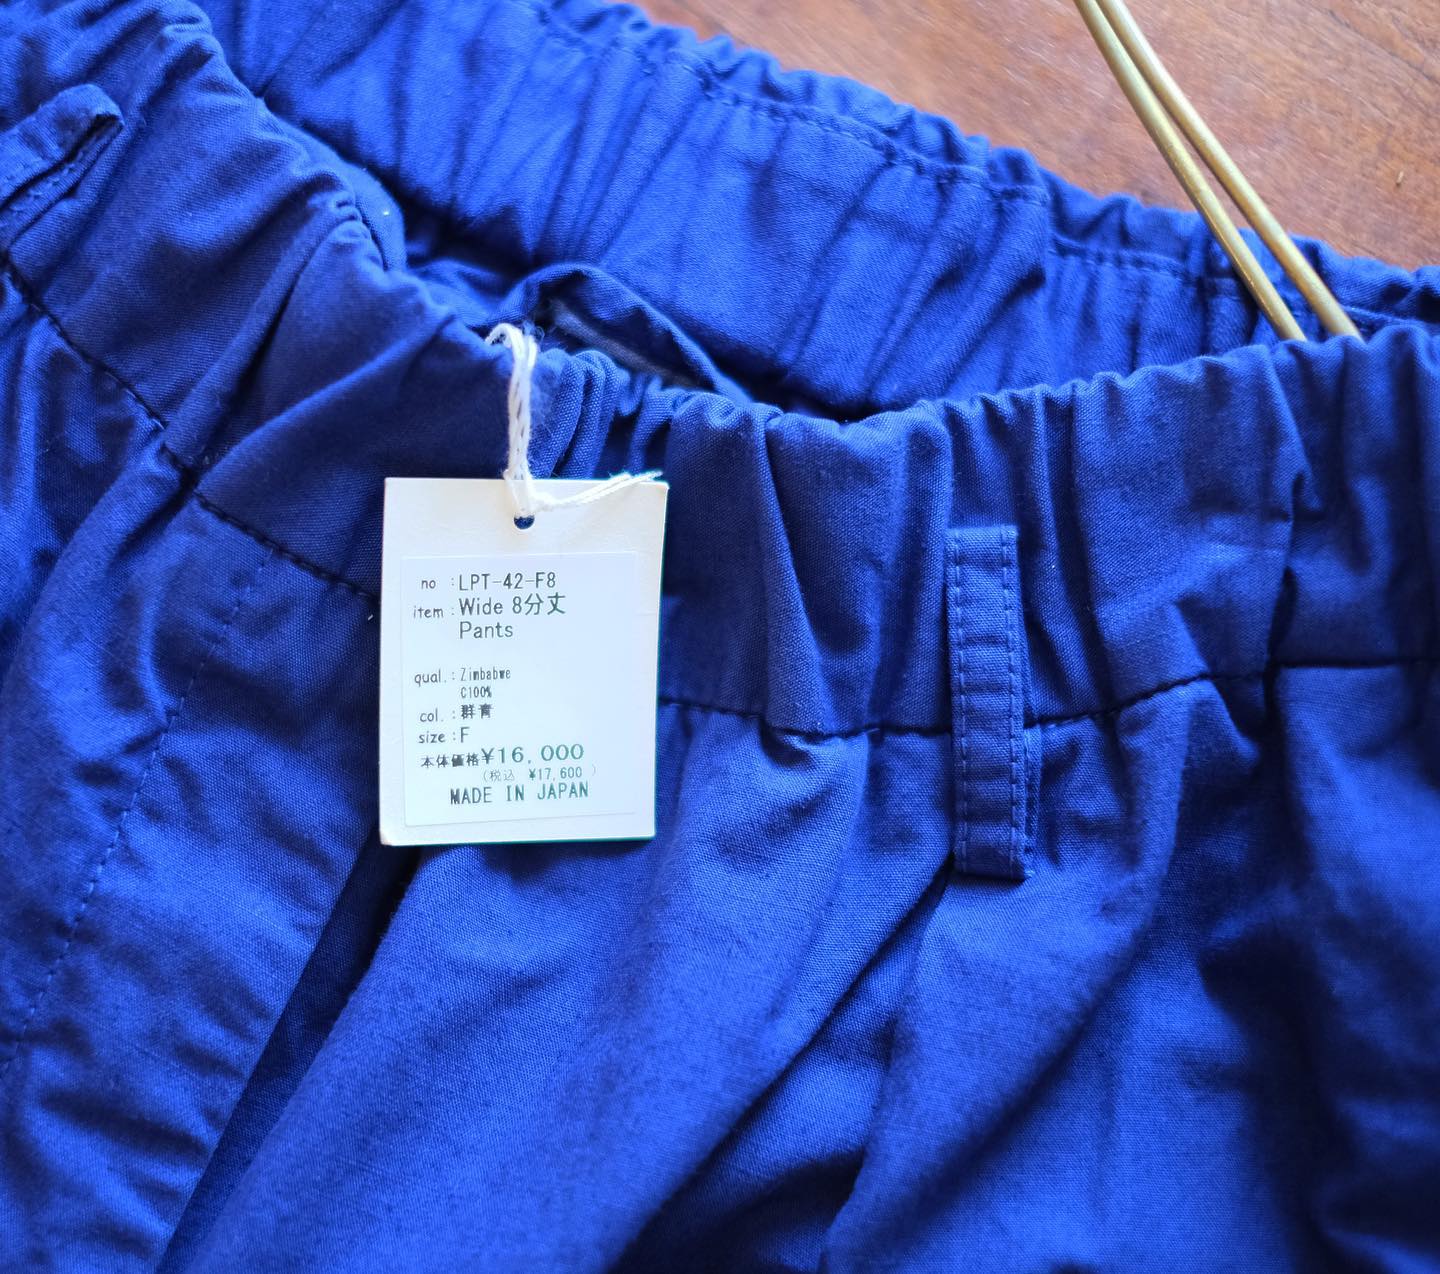 no : LPT-42-F8
item : Wide 8分丈
Pants
qual. : Zimbabwe
C100%
col. : 群青
size : F
本体価格¥16,000
(税込 ¥17,600 )
MADE IN JAPAN